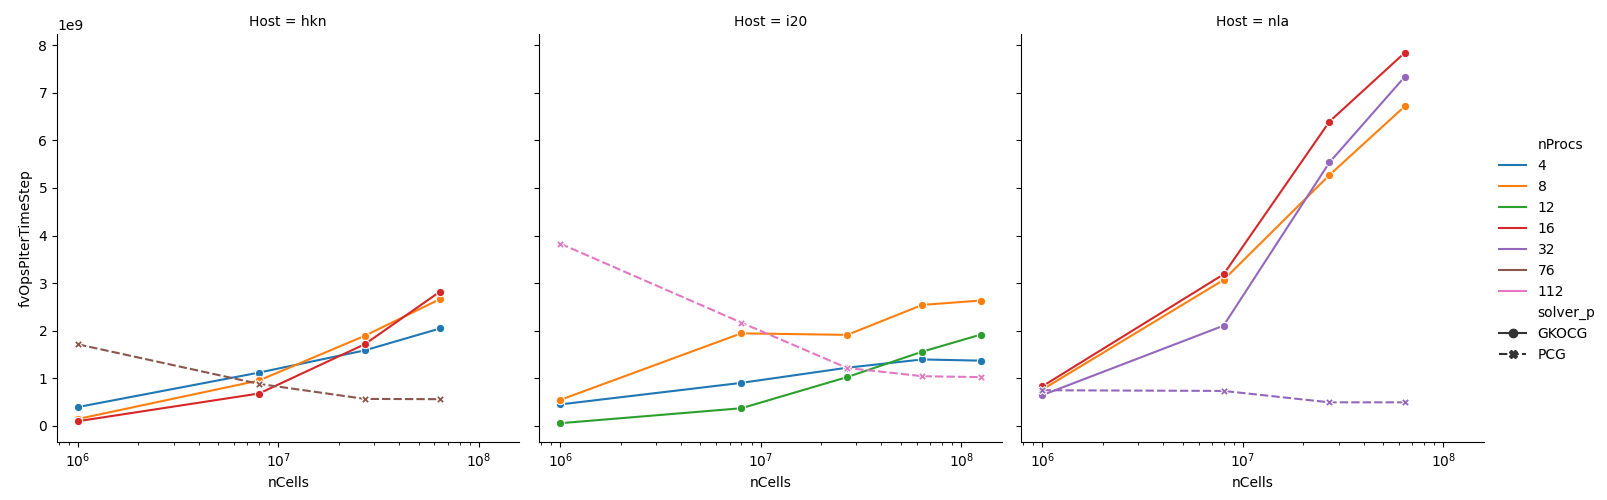 Host = hkn
Host = i20
Host = nla
1e9
8
7
6
5
4
3
2
1
0
fvOpsPIterTimeStep
10^6
10^7
10^8
nCells
10^6
10^7
10^8
nCells
10^6
10^7
10^8
nCells
nProcs
4
8
12
16
32
76
112
solver_p
GKOCG
PCG